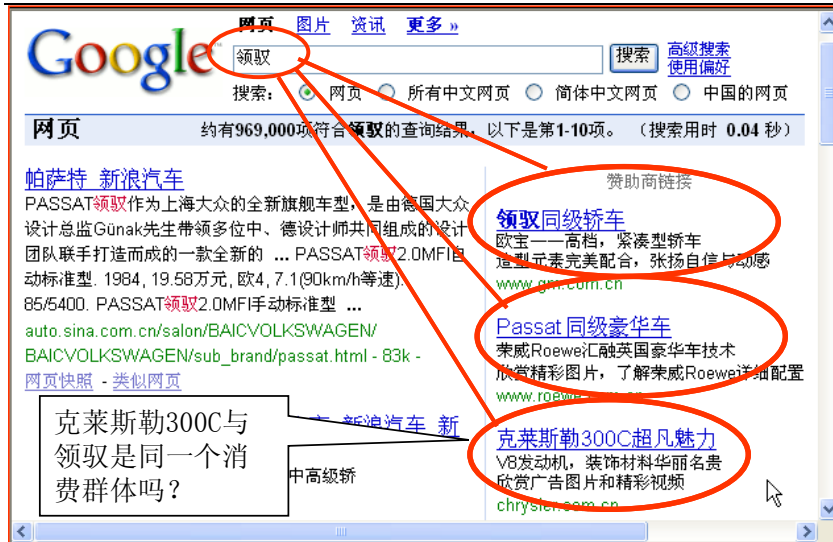 网页 图片 资讯 更多 »
Google
领驭
搜索
高级搜索
使用偏好
搜索: 网页 所有中文网页 简体中文网页 中国的网页
网页 约有969,000项符合领驭的查询结果，以下是第1-10项。 （搜索用时 0.04 秒）
帕萨特 新浪汽车
PASSAT领驭作为上海大众的全新旗舰车型，是由德国大众
设计总监Günak先生带领多位中、德设计师共同组成的设计
团队联手打造而成的一款全新的 ... PASSAT领驭2.0MFI自
动标准型. 1984, 19.58万元, 欧4, 7.1(90km/h等速).
85/5400. PASSAT领驭2.0MFI手动标准型 ...
auto.sina.com.cn/salon/BAICVOLKSWAGEN/
BAICVOLKSWAGEN/sub_brand/passat.html - 83k -
网页快照 - 类似网页
新浪汽车 新
中高级轿
克莱斯勒300C与
领驭是同一个消
费群体吗？
赞助商链接
领驭同级轿车
欧宝——高档，紧凑型轿车
造型元素完美配合，张扬自信与动感
www.gm.com.cn
Passat 同级豪华车
荣威Roewe汇融英国豪华车技术
欣赏精彩图片，了解荣威Roewe详细配置
www.roewe.com.cn
克莱斯勒300C超凡魅力
V8发动机，装饰材料华丽名贵
欣赏广告图片和精彩视频
chrysler.com.cn